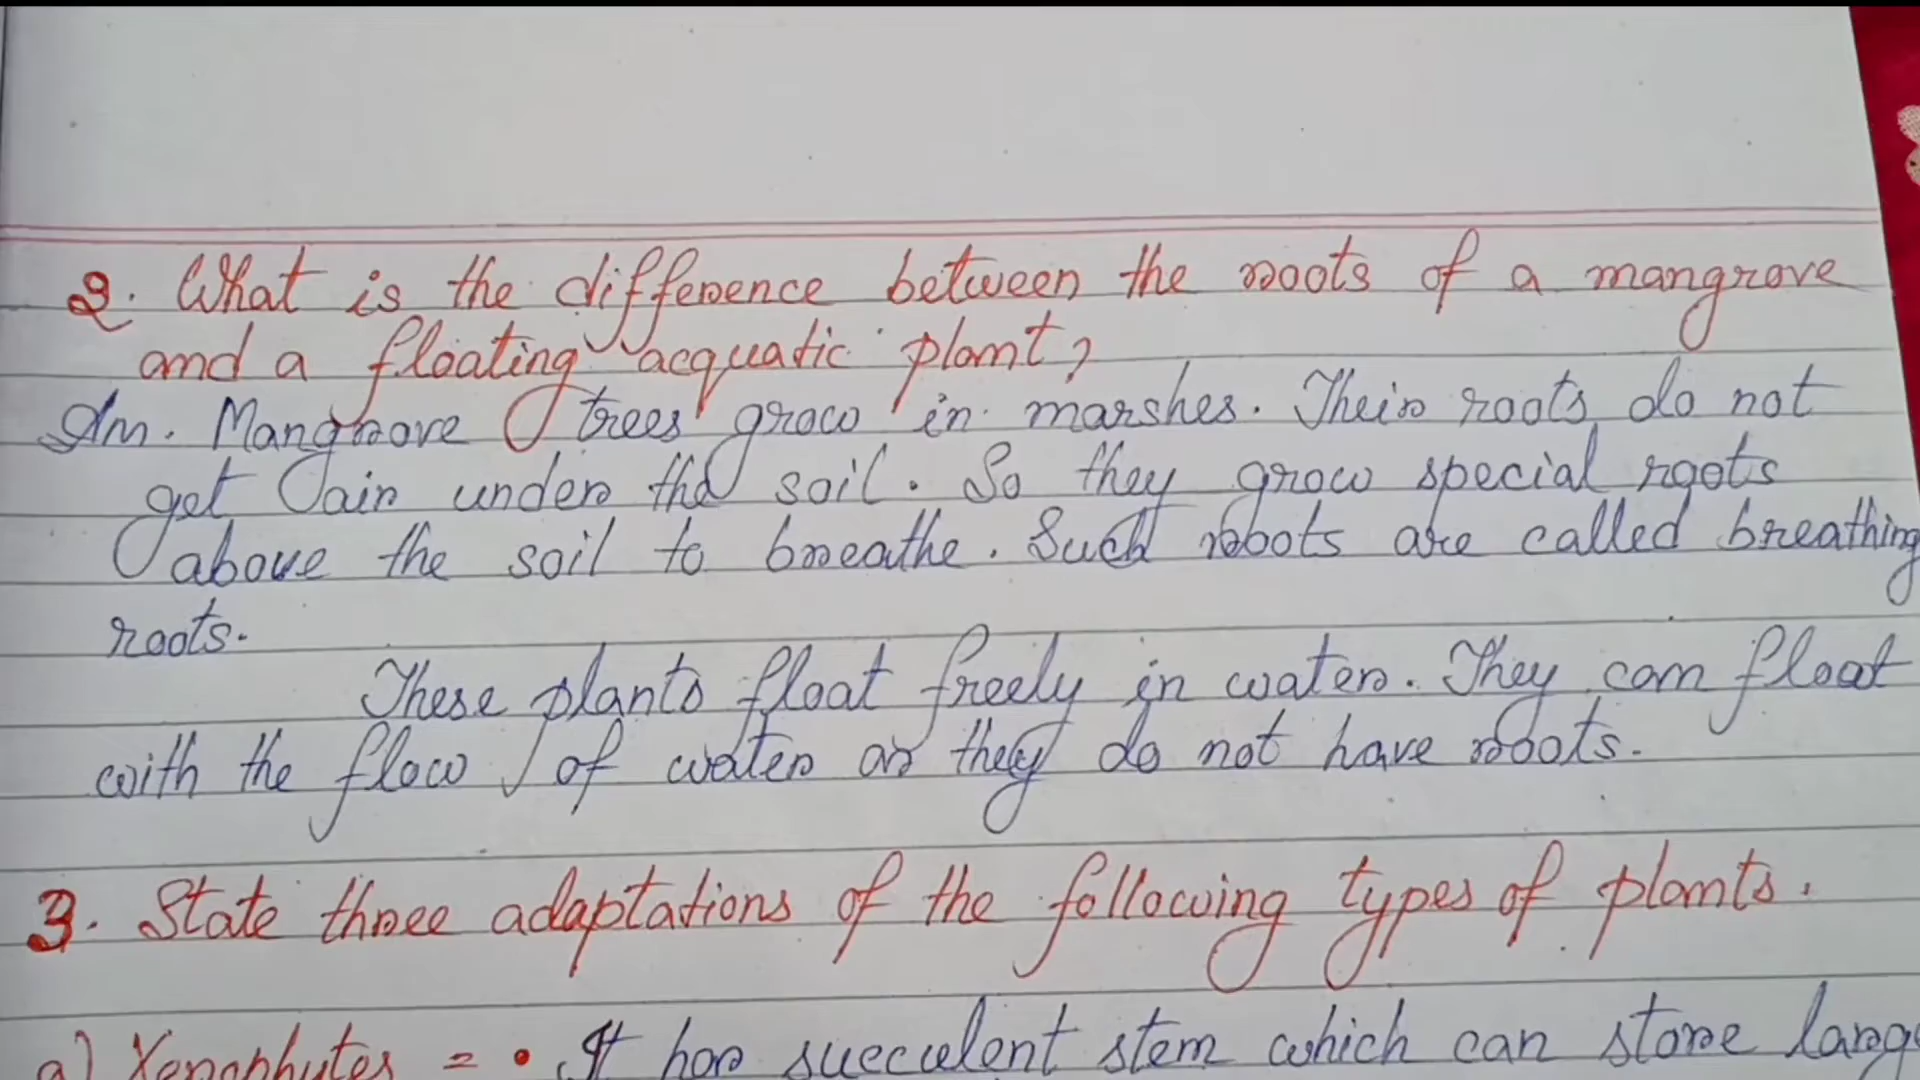 2. What is the difference between the roots of a mangrove
and a floating acquatic plant?
Ans. Mangrove trees grow in marshes. Their roots do not
get air under the soil. So they grow special roots
above the soil to breathe. Such roots are called breathing
roots.
These plants float freely in water. They can float
with the flow of water as they do not have roots.
3. State three adaptations of the following types of plants.
a) Xerophytes = • It has succulent stem which can store large